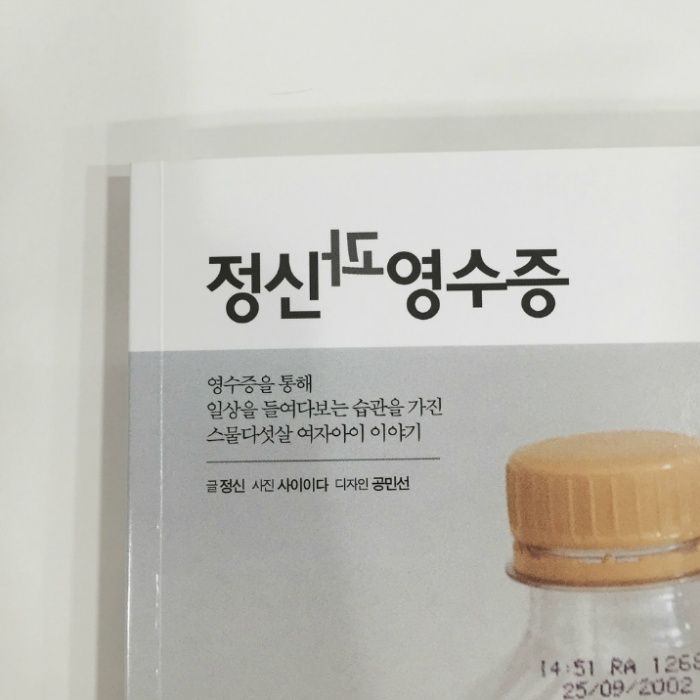 정신과영수증
영수증을 통해
일상을 들여다보는 습관을 가진
스물다섯살 여자아이 이야기
글 정신 사진 사이이다 디자인 공민선
14:51 RA 1268
25/09/2002